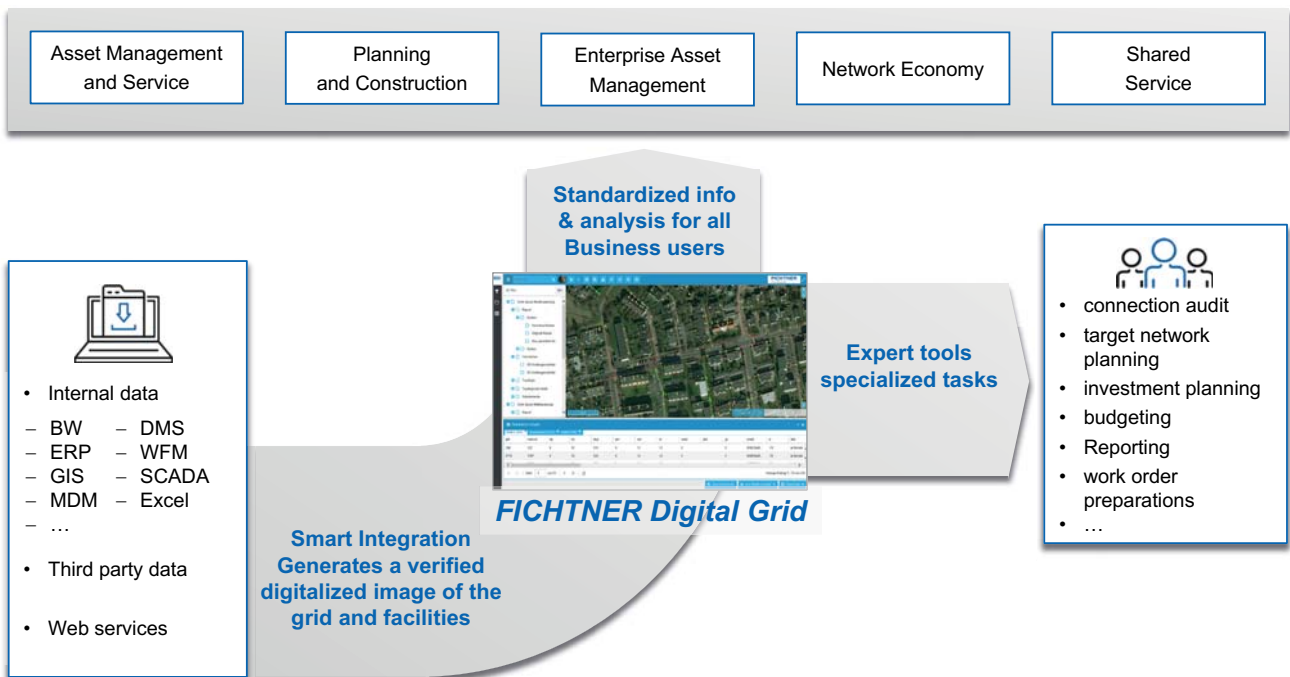 Asset Management
and Service
Planning
and Construction
Enterprise Asset
Management
Network Economy
Shared
Service
Standardized info
& analysis for all
Business users
FICHTNER
FICHTNER Digital Grid
• Internal data
– BW – DMS
– ERP – WFM
– GIS – SCADA
– MDM – Excel
– …
• Third party data
• Web services
Smart Integration
Generates a verified
digitalized image of the
grid and facilities
Expert tools
specialized tasks
• connection audit
• target network
planning
• investment planning
• budgeting
• Reporting
• work order
preparations
• …